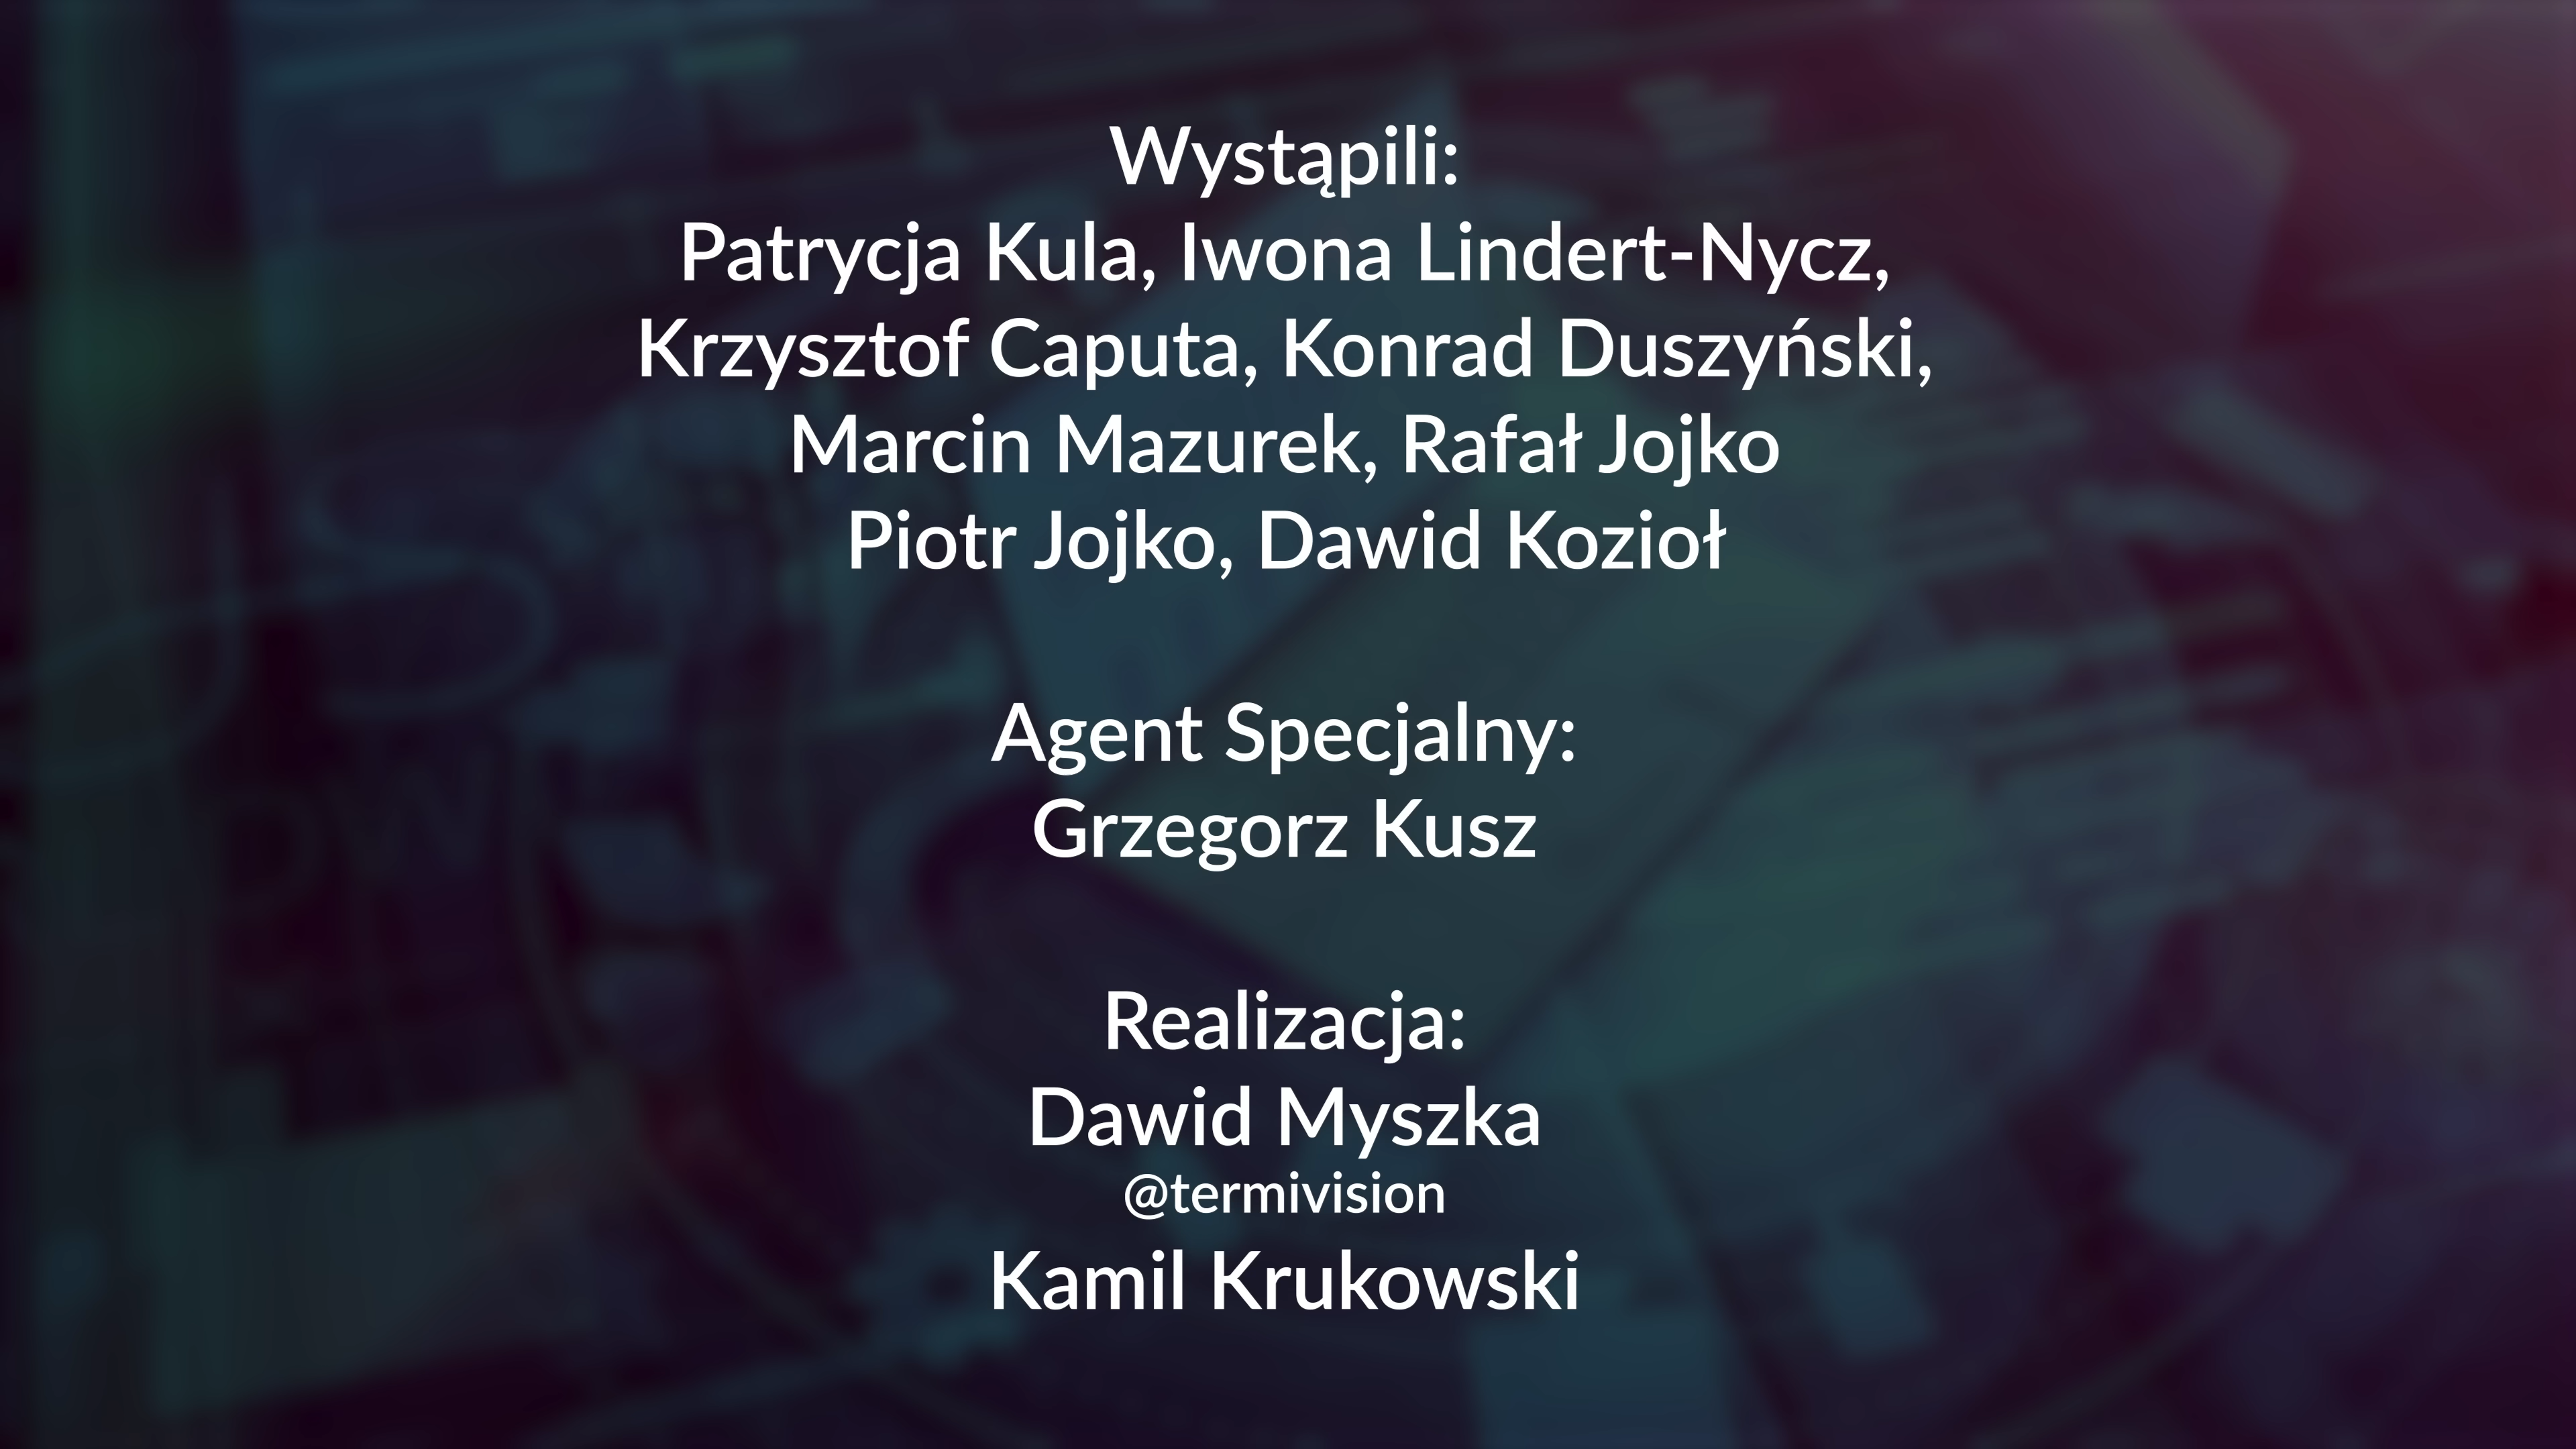 Wystąpili:
Patrycja Kula, Iwona Lindert-Nycz,
Krzysztof Caputa, Konrad Duszyński,
Marcin Mazurek, Rafał Jojko
Piotr Jojko, Dawid Kozioł
Agent Specjalny:
Grzegorz Kusz
Realizacja:
Dawid Myszka
@termivision
Kamil Krukowski